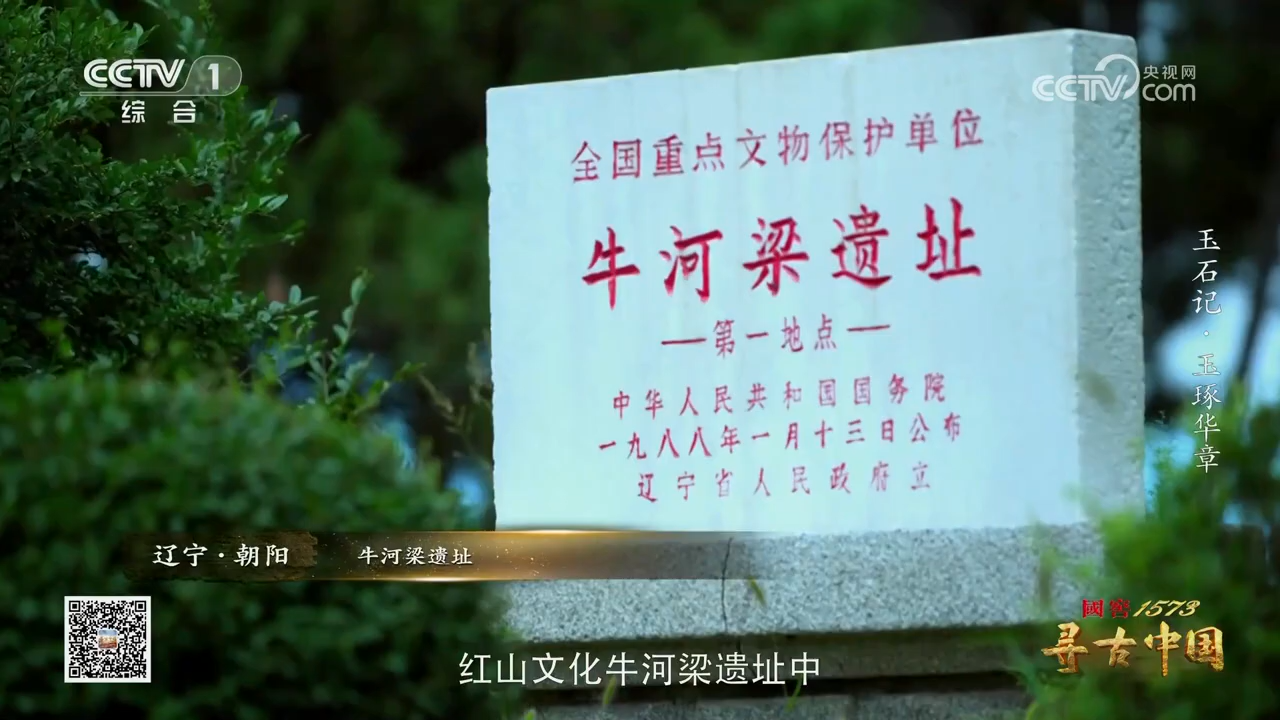 CCTV 1
综合
央视网
CCTV.com
全国重点文物保护单位
牛河梁遗址
—第一地点—
中华人民共和国国务院
一九八八年一月十三日公布
辽宁省人民政府立
玉石记·玉琢华章
辽宁·朝阳 牛河梁遗址
國窖1573
寻古中国
红山文化牛河梁遗址中